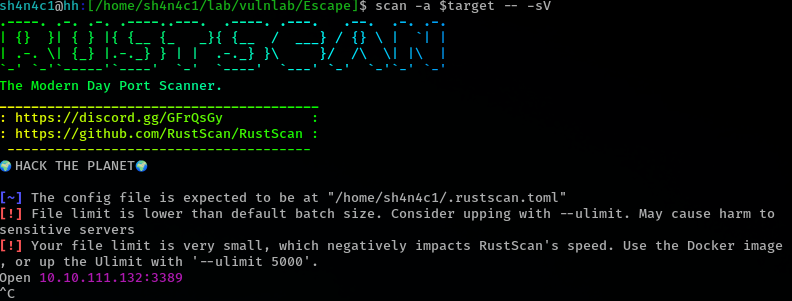 sh4n4c1@hh:[/home/sh4n4c1/lab/vulnlab/Escape]$ scan -a $target -- -sV
.----. .-. .-. .----..---.  .----. .---.   .--.  .-. .-.
| {}  }| { } |{ {__ {_   _}{ {__  /  ___} / {} \ |  `| |
| .-. \| {_} |.-._} } | |  .-._} }\     }/  /\  \| |\  |
`-' `-'`-----'`----'  `-'  `----'  `---' `-'  `-'`-' `-'
The Modern Day Port Scanner.
________________________________________
: https://discord.gg/GFrQsGy           :
: https://github.com/RustScan/RustScan :
 --------------------------------------
🌍HACK THE PLANET🌍
[~] The config file is expected to be at "/home/sh4n4c1/.rustscan.toml"
[!] File limit is lower than default batch size. Consider upping with --ulimit. May cause harm to
sensitive servers
[!] Your file limit is very small, which negatively impacts RustScan's speed. Use the Docker image
, or up the Ulimit with '--ulimit 5000'.
Open 10.10.111.132:3389
^C